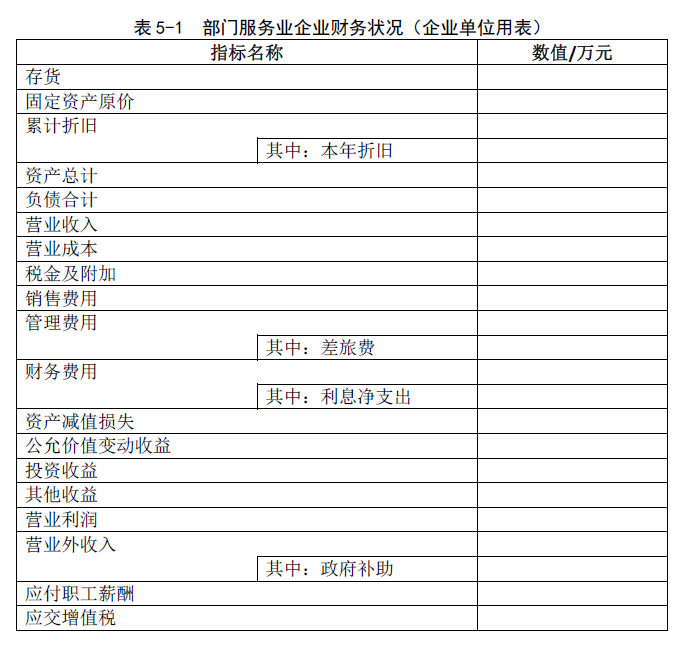 表 5-1 部门服务业企业财务状况（企业单位用表）
指标名称 数值/万元
存货
固定资产原价
累计折旧
其中：本年折旧
资产总计
负债合计
营业收入
营业成本
税金及附加
销售费用
管理费用
其中：差旅费
财务费用
其中：利息净支出
资产减值损失
公允价值变动收益
投资收益
其他收益
营业利润
营业外收入
其中：政府补助
应付职工薪酬
应交增值税